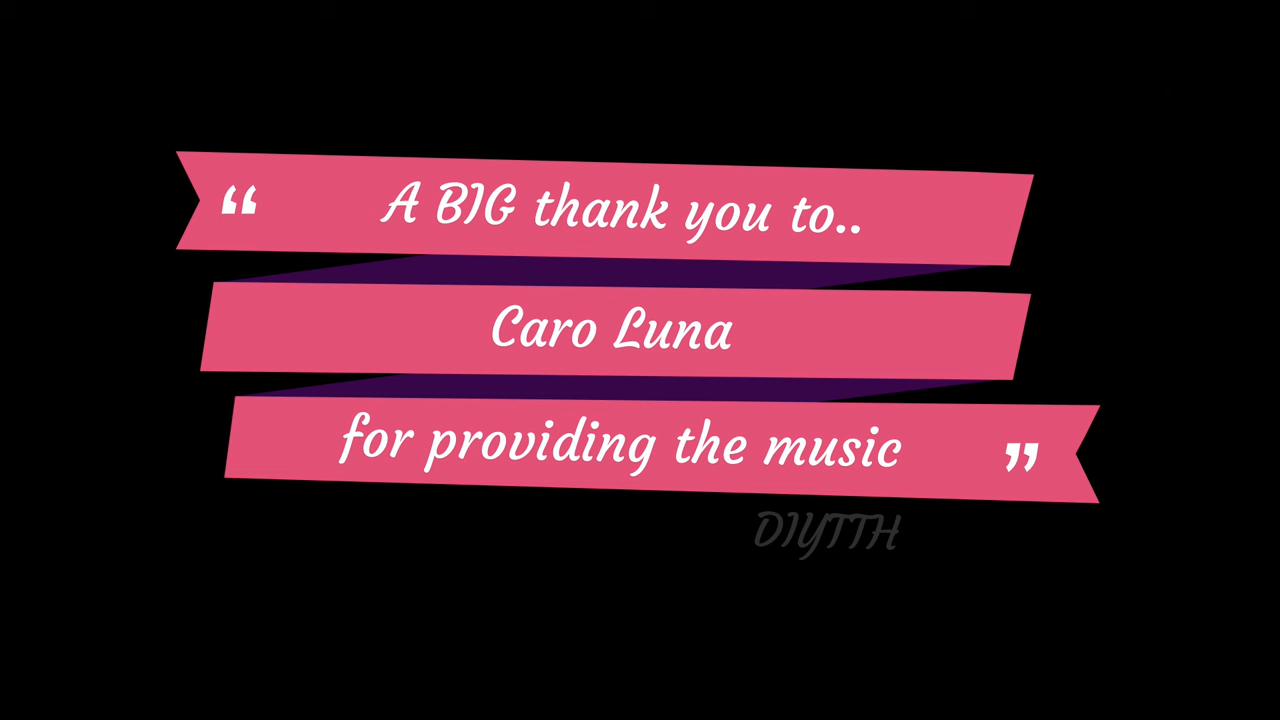 “ A BIG thank you to..
Caro Luna
for providing the music ”
DIYTTH